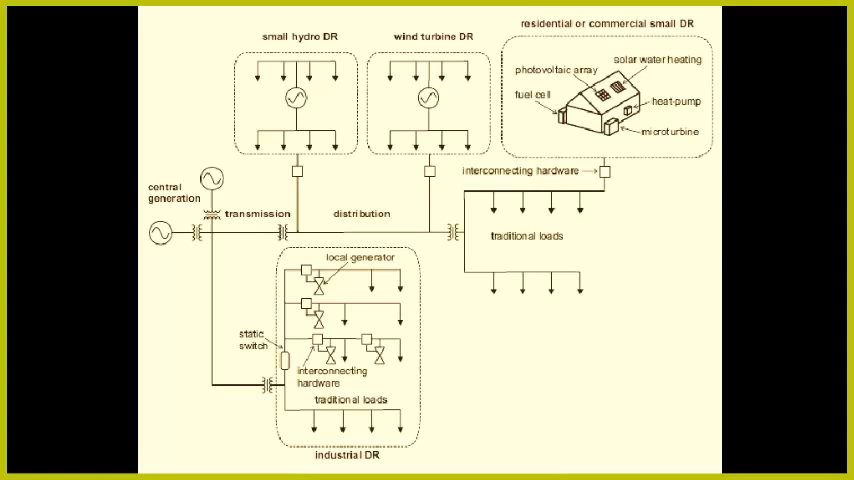 residential or commercial small DR
small hydro DR
wind turbine DR
solar water heating
photovoltaic array
fuel cell
heat-pump
microturbine
interconnecting hardware
central
generation
transmission
distribution
traditional loads
local generator
static
switch
interconnecting
hardware
traditional loads
industrial DR